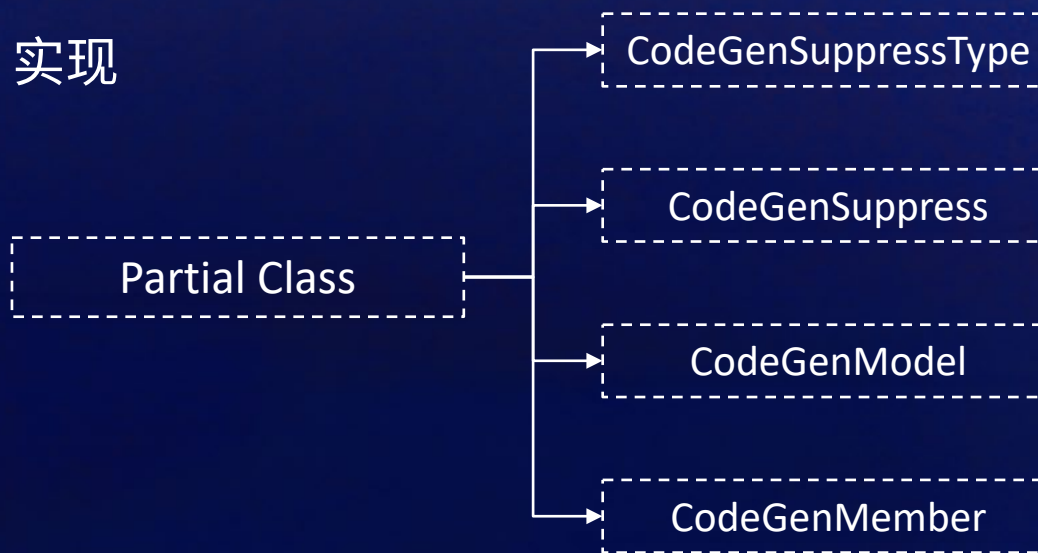 实现
CodeGenSuppressType
CodeGenSuppress
Partial Class
CodeGenModel
CodeGenMember